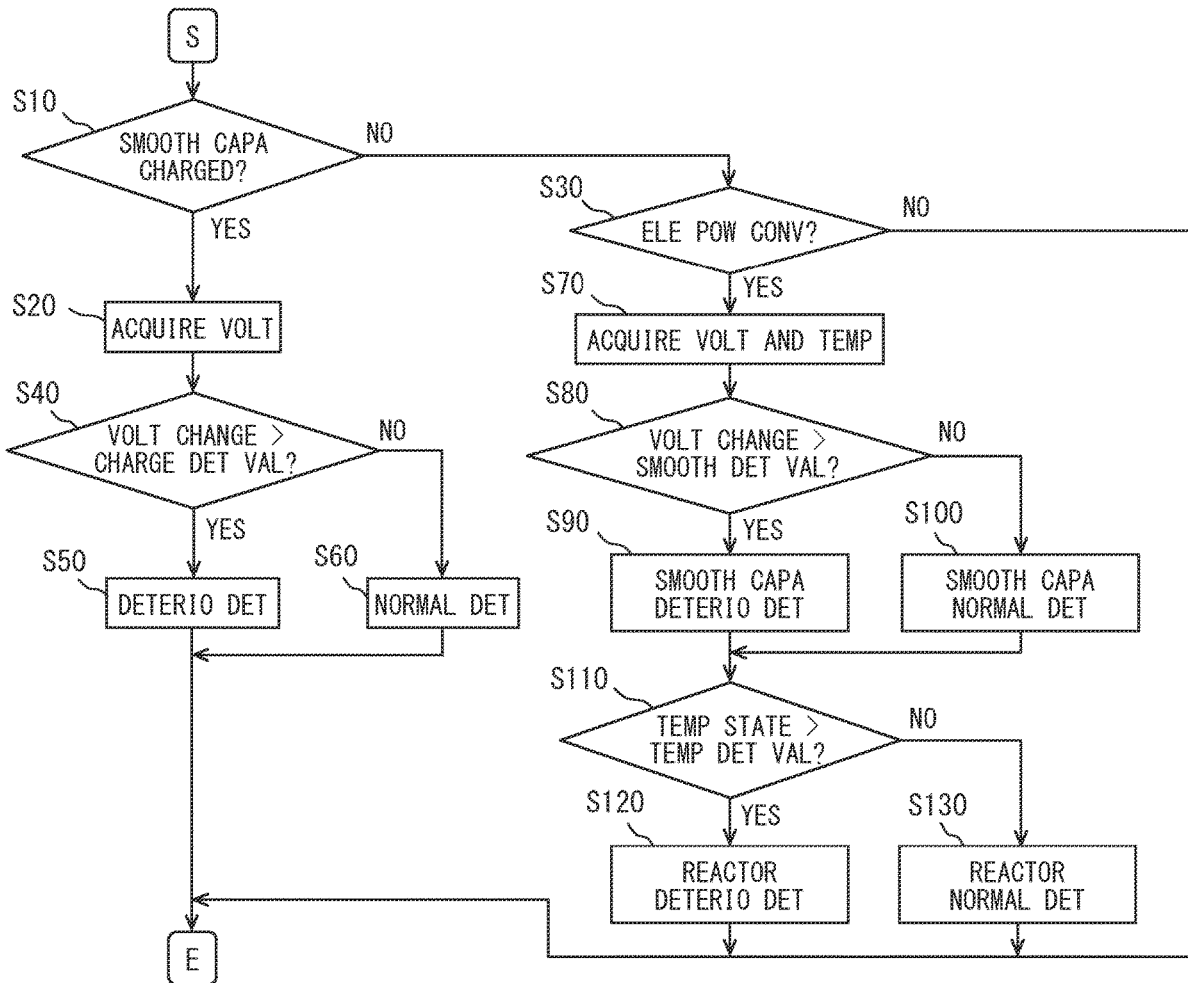 S
S10
SMOOTH CAPA
CHARGED?
NO
YES
S30
ELE POW CONV?
NO
YES
S20
ACQUIRE VOLT
S70
ACQUIRE VOLT AND TEMP
S40
VOLT CHANGE >
CHARGE DET VAL?
NO
YES
S80
VOLT CHANGE >
SMOOTH DET VAL?
NO
YES
S50
DETERIO DET
S60
NORMAL DET
S90
SMOOTH CAPA
DETERIO DET
S100
SMOOTH CAPA
NORMAL DET
S110
TEMP STATE >
TEMP DET VAL?
NO
YES
S120
REACTOR
DETERIO DET
S130
REACTOR
NORMAL DET
E